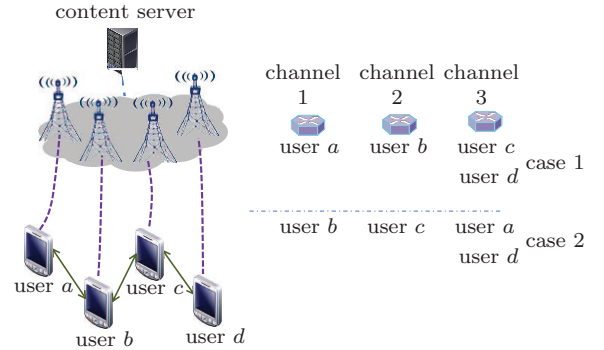 content server
channel 1
channel 2
channel 3
user a
user b
user c
user d
case 1
user b
user c
user a
user d
case 2
user a
user b
user c
user d